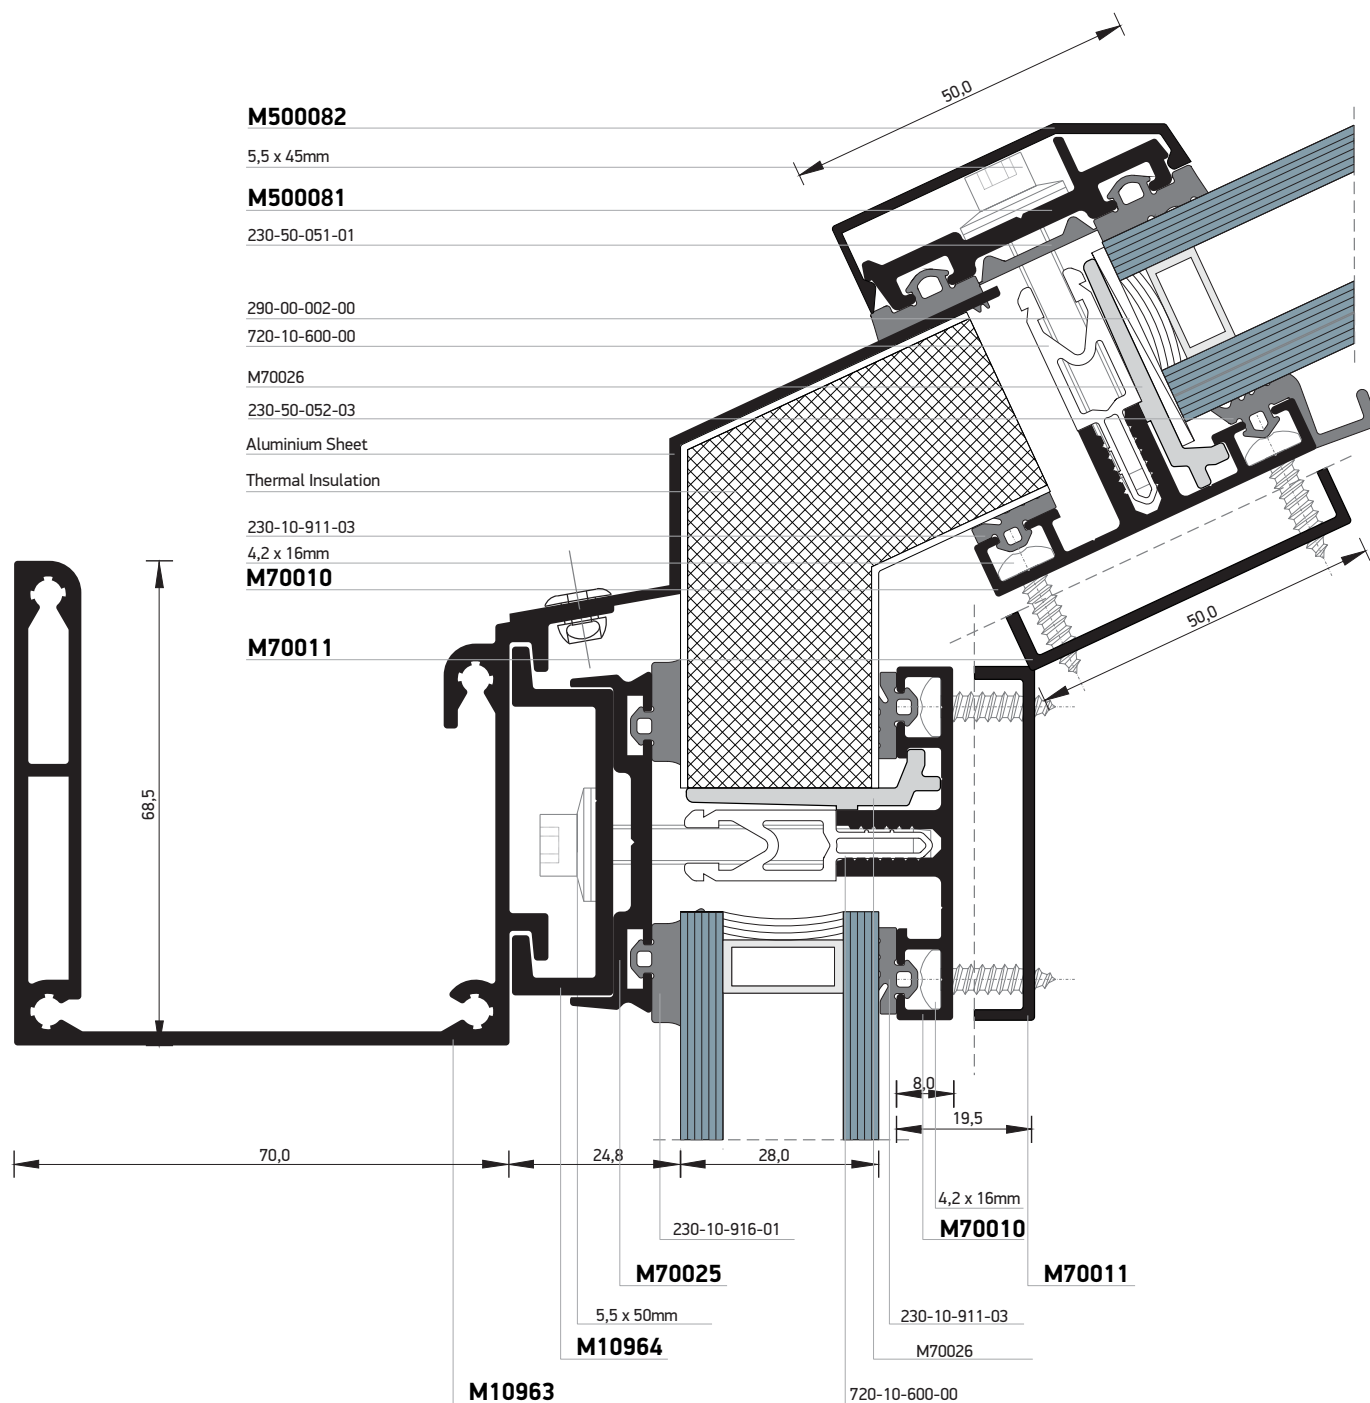 50,0
M500082
5,5 x 45mm
M500081
230-50-051-01
290-00-002-00
720-10-600-00
M70026
230-50-052-03
Aluminium Sheet
Thermal Insulation
230-10-911-03
4,2 x 16mm
M70010
50,0
M70011
68,5
8,0
19,5
70,0
24,8
28,0
4,2 x 16mm
230-10-916-01
M70010
M70025
M70011
5,5 x 50mm
230-10-911-03
M10964
M70026
M10963
720-10-600-00